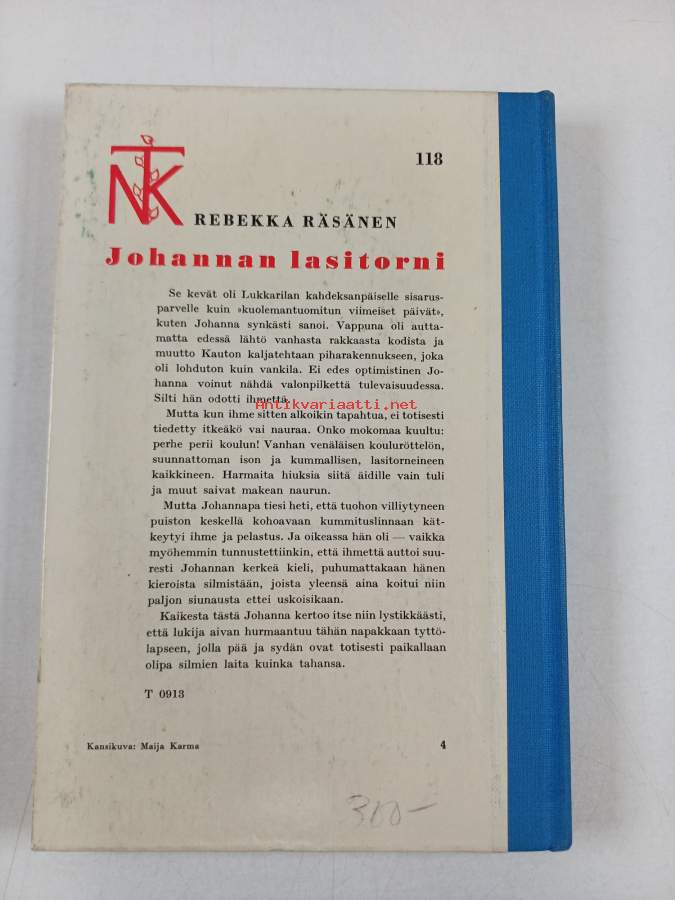 118
NTK
REBEKKA RÄSÄNEN
Johannan lasitorni
Se kevät oli Lukkarilan kahdeksanpäiselle sisarus-
parvelle kuin »kuolemantuomitun viimeiset päivät»,
kuten Johanna synkästi sanoi. Vappuna oli autta-
matta edessä lähtö vanhasta rakkaasta kodista ja
muutto Kauton kaljatehtaan piharakennukseen, joka
oli lohduton kuin vankila. Ei edes optimistinen Jo-
hanna voinut nähdä valonpilkettä tulevaisuudessa.
Silti hän odotti ihmettä.
Antikvariaatti.net
Mutta kun ihme sitten alkoikin tapahtua, ei totisesti
tiedetty itkeäkö vai nauraa. Onko mokomaa kuultu:
perhe perii koulun! Vanhan venäläisen kouluröttelön,
suunnattoman ison ja kummallisen, lasitorneineen
kaikkineen. Harmaita hiuksia siitä äidille vain tuli
ja muut saivat makean naurun.
Mutta Johannapa tiesi heti, että tuohon villiytyneen
puiston keskellä kohoavaan kummituslinnaan kät-
keytyi ihme ja pelastus. Ja oikeassa hän oli — vaikka
myöhemmin tunnustettiinkin, että ihmettä auttoi suu-
resti Johannan kerkeä kieli, puhumattakaan hänen
kieroista silmistään, joista yleensä aina koitui niin
paljon siunausta ettei uskoisikaan.
Kaikesta tästä Johanna kertoo itse niin lystikkäästi,
että lukija aivan hurmaantuu tähän napakkaan tyttö-
lapseen, jolla pää ja sydän ovat totisesti paikallaan
olipa silmien laita kuinka tahansa.
T 0913
Kansikuva: Maija Karma 4
300-